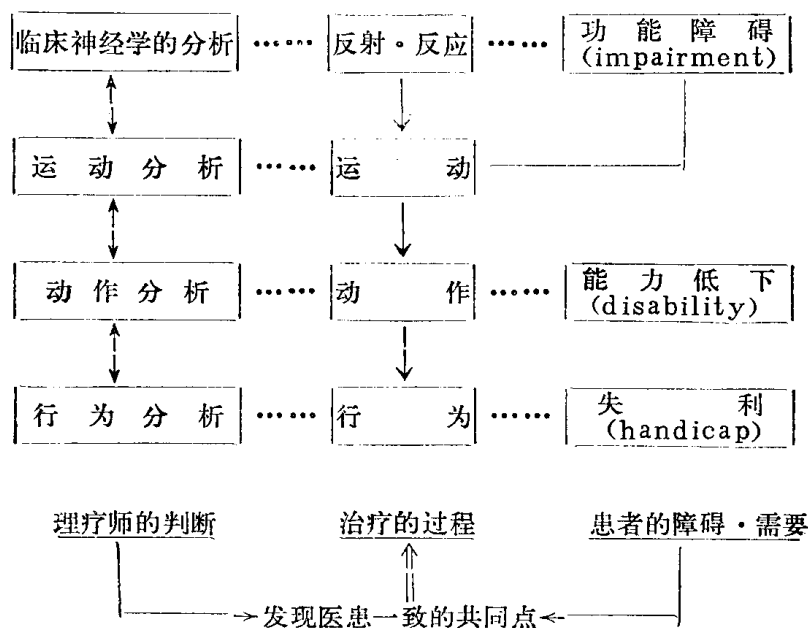 临床神经学的分析 …… 反射·反应 …… 功能障碍
(impairment)
运动分析 …… 运动
动作分析 …… 动作 …… 能力低下
(disability)
行为分析 …… 行为 …… 失利
(handicap)
理疗师的判断 治疗的过程 患者的障碍·需要
发现医患一致的共同点